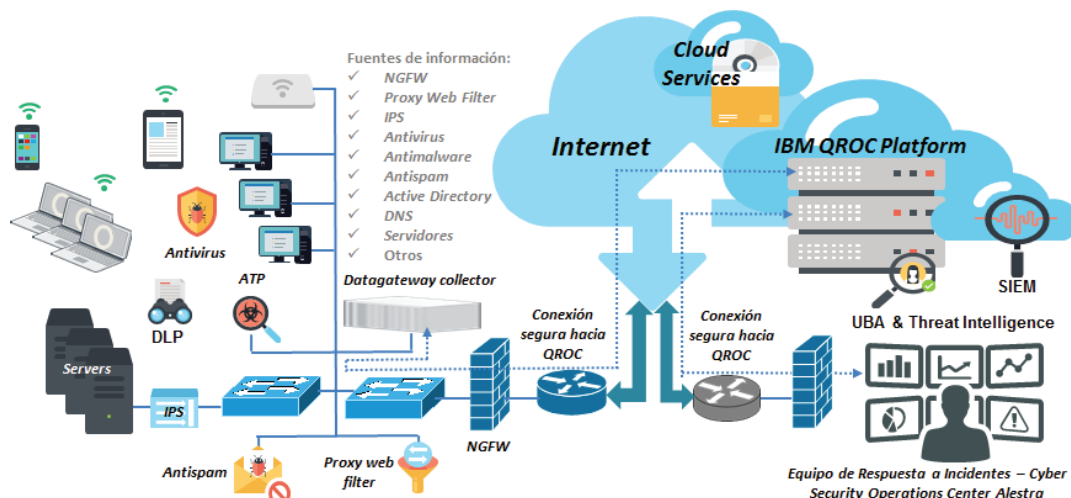 Fuentes de información:
✓ NGFW
✓ Proxy Web Filter
✓ IPS
✓ Antivirus
✓ Antimalware
✓ Antispam
✓ Active Directory
✓ DNS
✓ Servidores
✓ Otros
Cloud
Services
Internet
IBM QROC Platform
SIEM
UBA & Threat Intelligence
Antivirus
ATP
DLP
Datagateway collector
Servers
IPS
Conexión
segura hacia
QROC
Conexión
segura hacia
QROC
NGFW
Antispam
Proxy web
filter
Equipo de Respuesta a Incidentes – Cyber
Security Operations Center Alestra